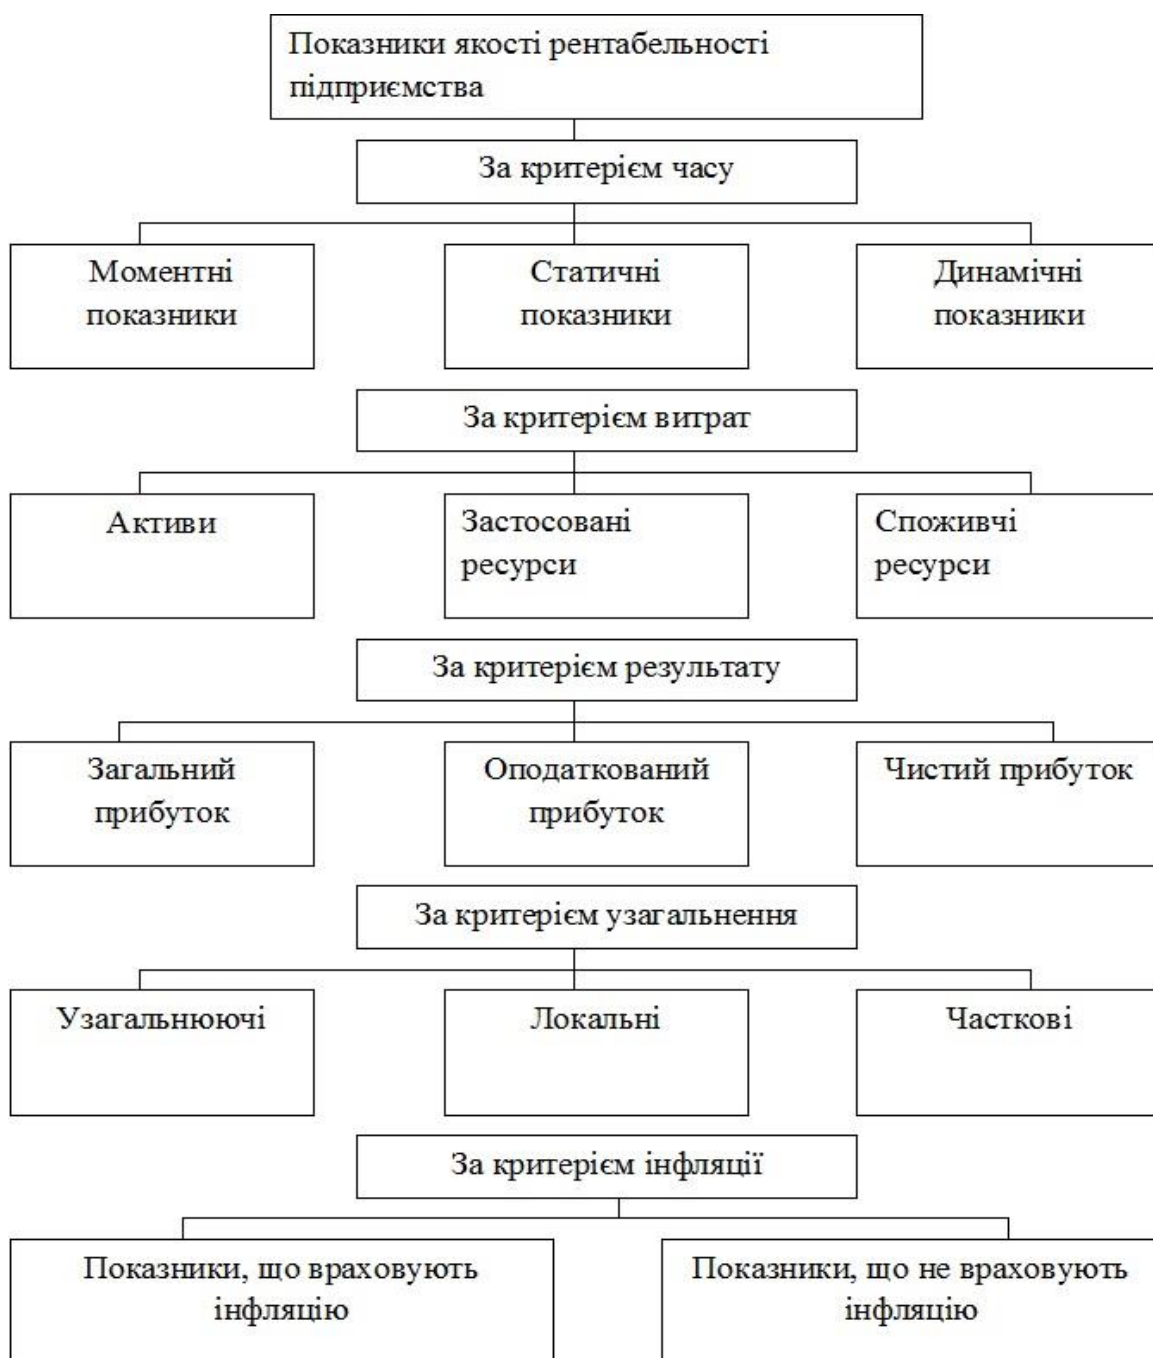 Показники якості рентабельності
підприємства
За критерієм часу
Моментні
показники
Статичні
показники
Динамічні
показники
За критерієм витрат
Активи
Застосовані
ресурси
Споживчі
ресурси
За критерієм результату
Загальний
прибуток
Оподаткований
прибуток
Чистий прибуток
За критерієм узагальнення
Узагальнюючі
Локальні
Часткові
За критерієм інфляції
Показники, що враховують
інфляцію
Показники, що не враховують
інфляцію